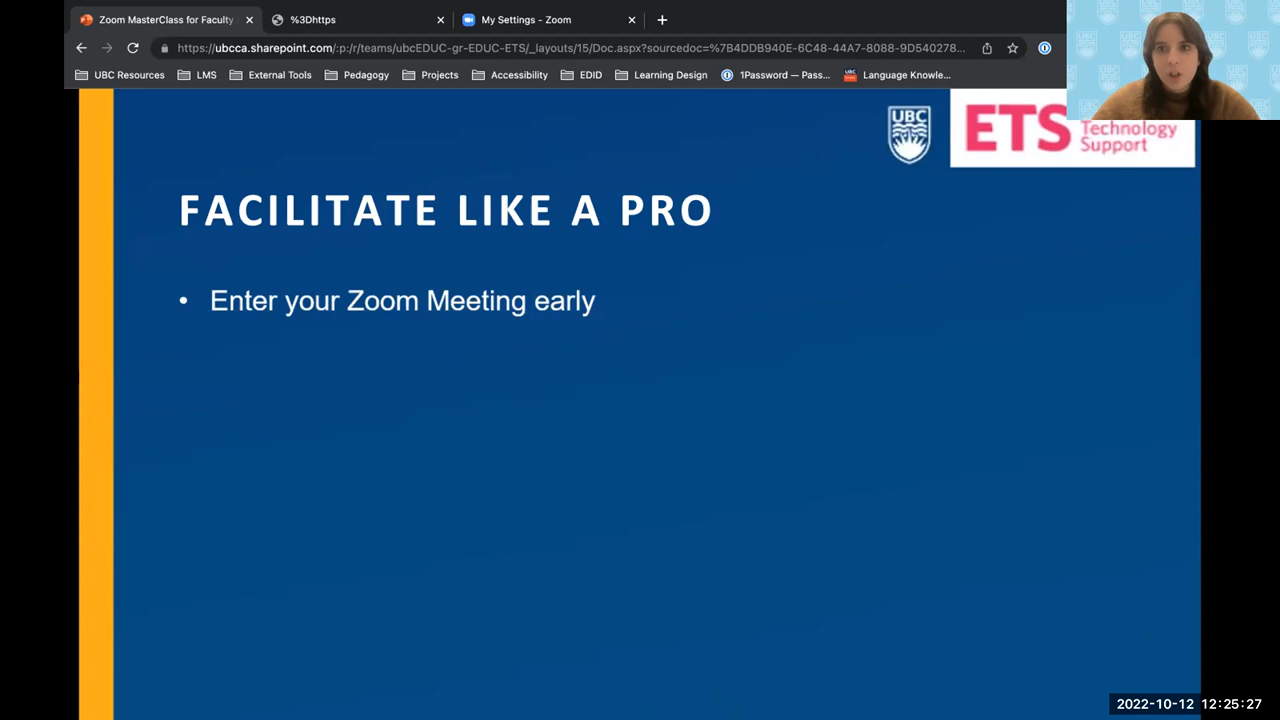 Zoom MasterClass for Faculty
%3Dhttps
My Settings - Zoom
https://ubcca.sharepoint.com/:p:/r/teams/ubcEDUC-gr-EDUC-ETS/_layouts/15/Doc.aspx?sourcedoc=%7B4DDB940E-6C48-44A7-8088-9D540278...
UBC Resources LMS External Tools Pedagogy Projects Accessibility EDID Learning Design 1Password — Pass... Language Knowle...
UBC
ETS
Technology
Support
FACILITATE LIKE A PRO
• Enter your Zoom Meeting early
2022-10-12 12:25:27